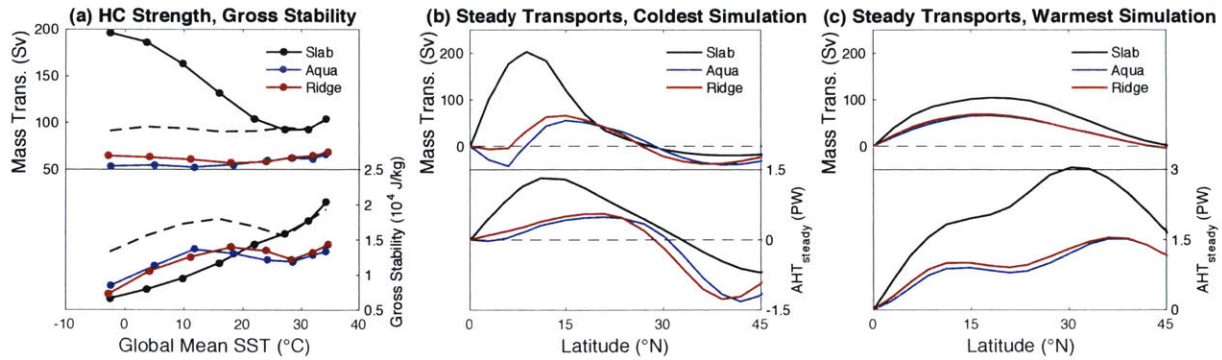 (a) HC Strength, Gross Stability
Mass Trans. (Sv)
200
150
100
50
Slab
Aqua
Ridge
2.5
2
1.5
1
0.5
Gross Stability (10^4 J/kg)
-10
0
10
20
30
40
Global Mean SST (°C)
(b) Steady Transports, Coldest Simulation
Mass Trans. (Sv)
200
100
0
Slab
Aqua
Ridge
1.5
0
-1.5
AHT_steady (PW)
0
15
30
45
Latitude (°N)
(c) Steady Transports, Warmest Simulation
Mass Trans. (Sv)
200
100
0
Slab
Aqua
Ridge
3
1.5
0
AHT_steady (PW)
0
15
30
45
Latitude (°N)